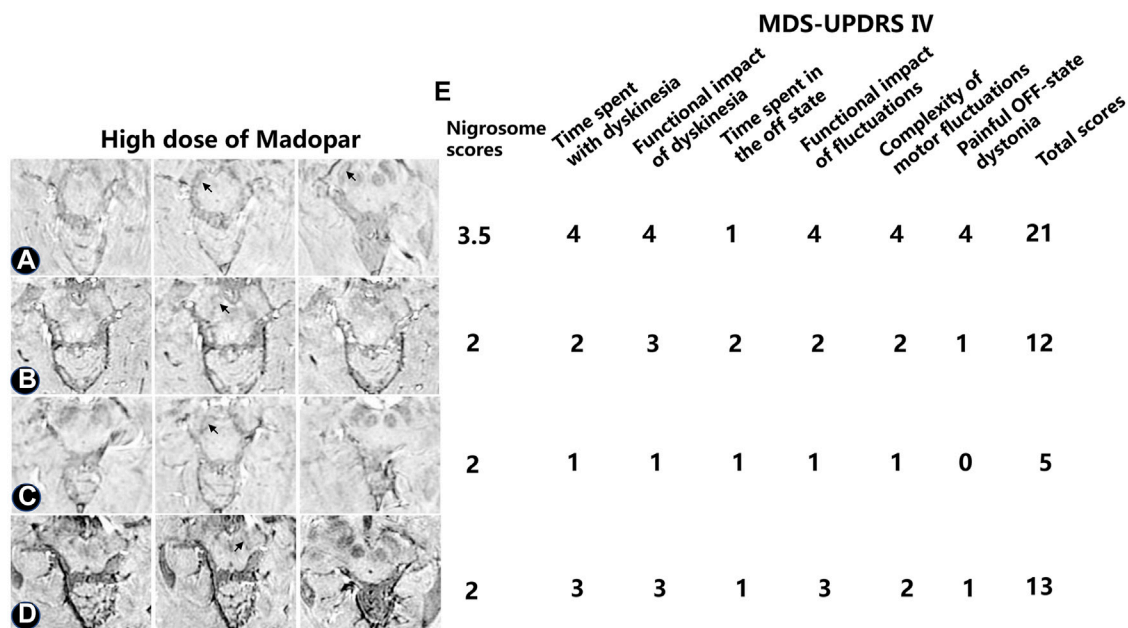 MDS-UPDRS IV
E
Nigrosome
scores
Time spent
with dyskinesia
Functional impact
of dyskinesia
Time spent in
the off state
Functional impact
of fluctuations
Complexity of
motor fluctuations
Painful OFF-state
dystonia
Total scores
High dose of Madopar
A
3.5 4 4 1 4 4 4 21
B
2 2 3 2 2 2 1 12
C
2 1 1 1 1 1 0 5
D
2 3 3 1 3 2 1 13